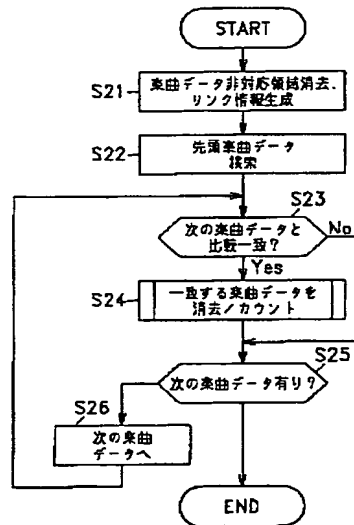 START
S21
楽曲データ非対応領域消去、
リンク情報生成
S22
先頭楽曲データ
検索
S23
次の楽曲データと
比較一致?
No
Yes
S24
一致する楽曲データを
消去/カウント
S25
次の楽曲データ有り?
S26
次の楽曲
データへ
END